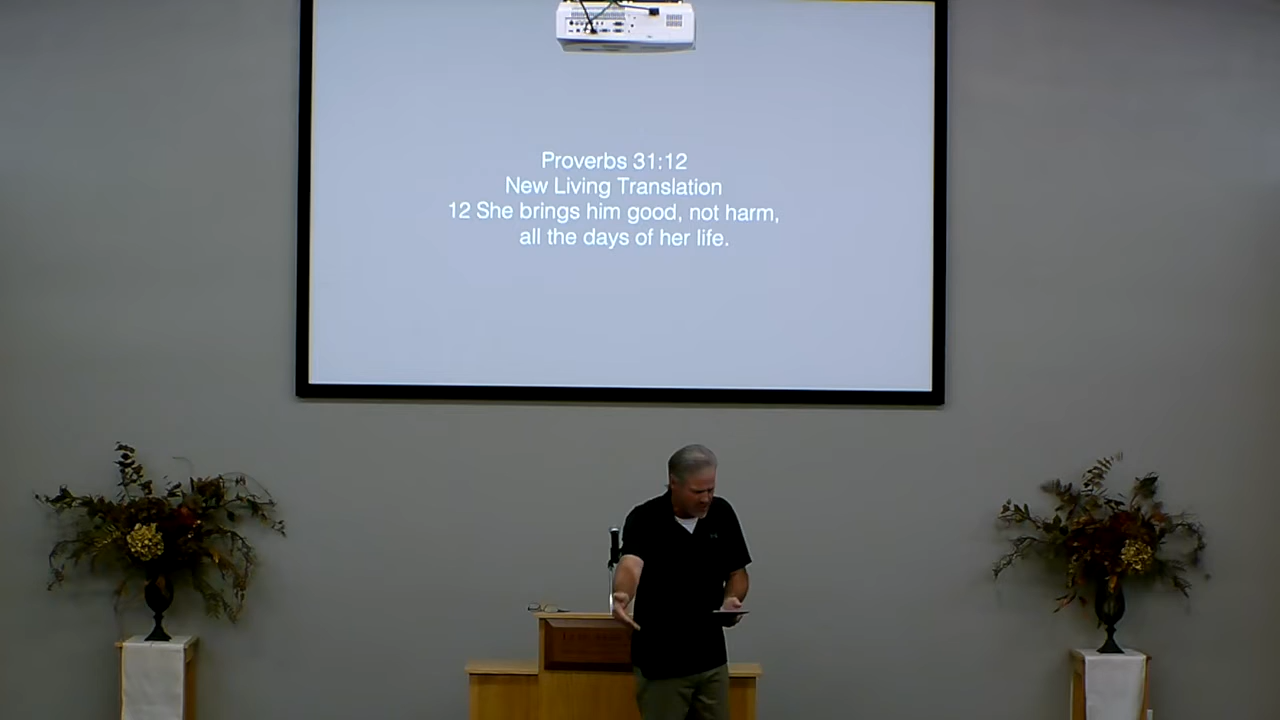 Proverbs 31:12
New Living Translation
12 She brings him good, not harm,
all the days of her life.